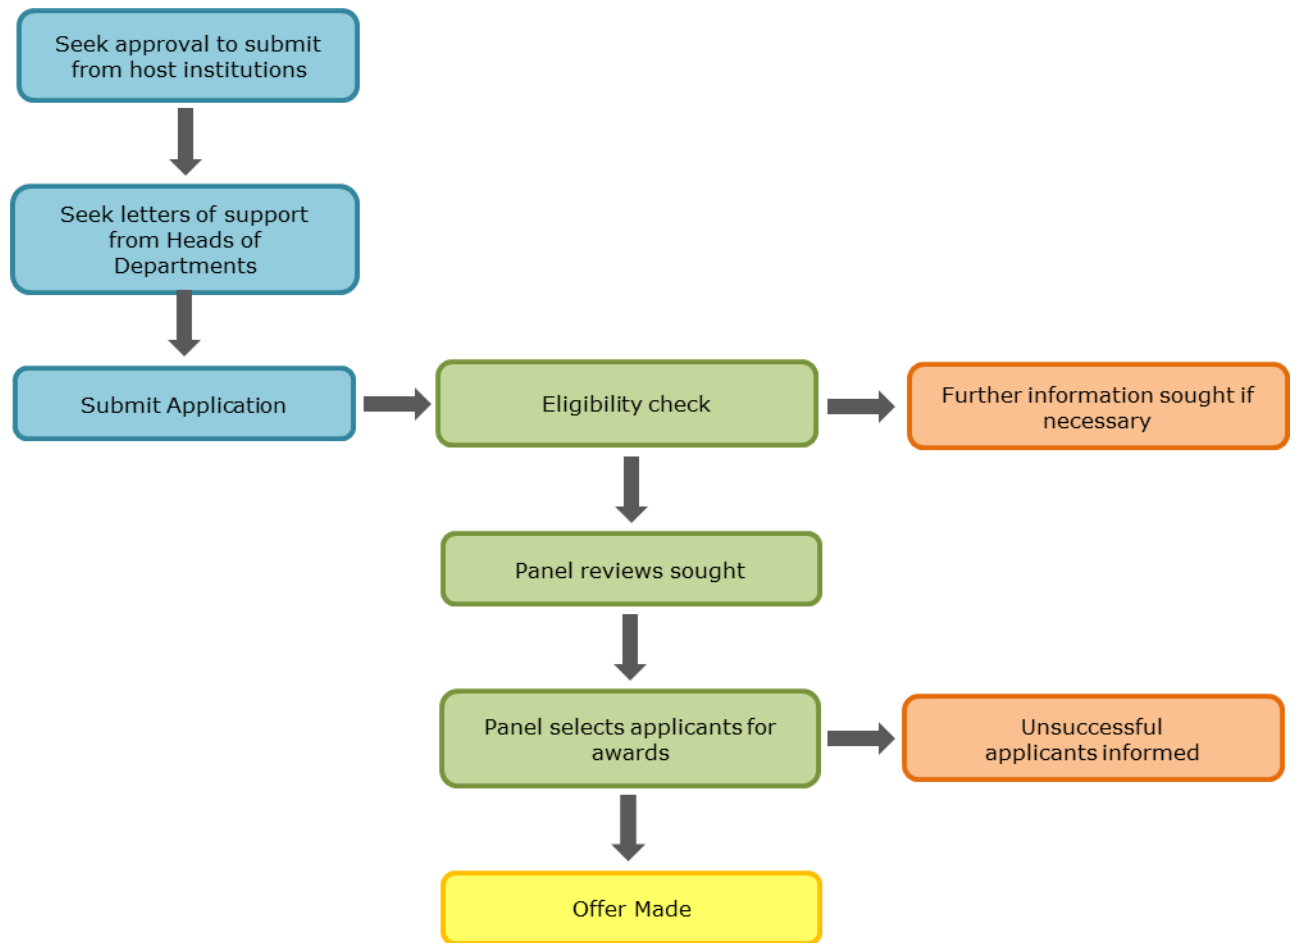 Seek approval to submit
from host institutions
Seek letters of support
from Heads of
Departments
Submit Application
Eligibility check
Further information sought if
necessary
Panel reviews sought
Panel selects applicants for
awards
Unsuccessful
applicants informed
Offer Made